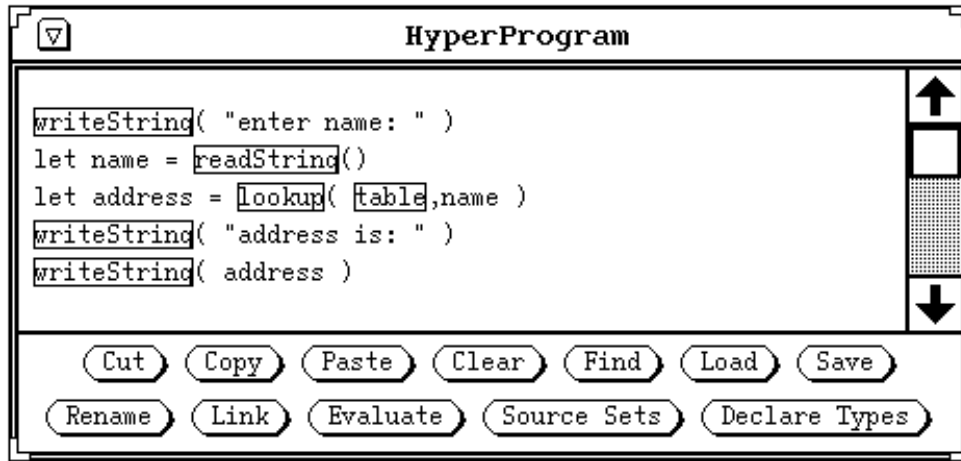 HyperProgram
writeString( "enter name: " )
let name = readString()
let address = lookup( table,name )
writeString( "address is: " )
writeString( address )
Cut Copy Paste Clear Find Load Save
Rename Link Evaluate Source Sets Declare Types